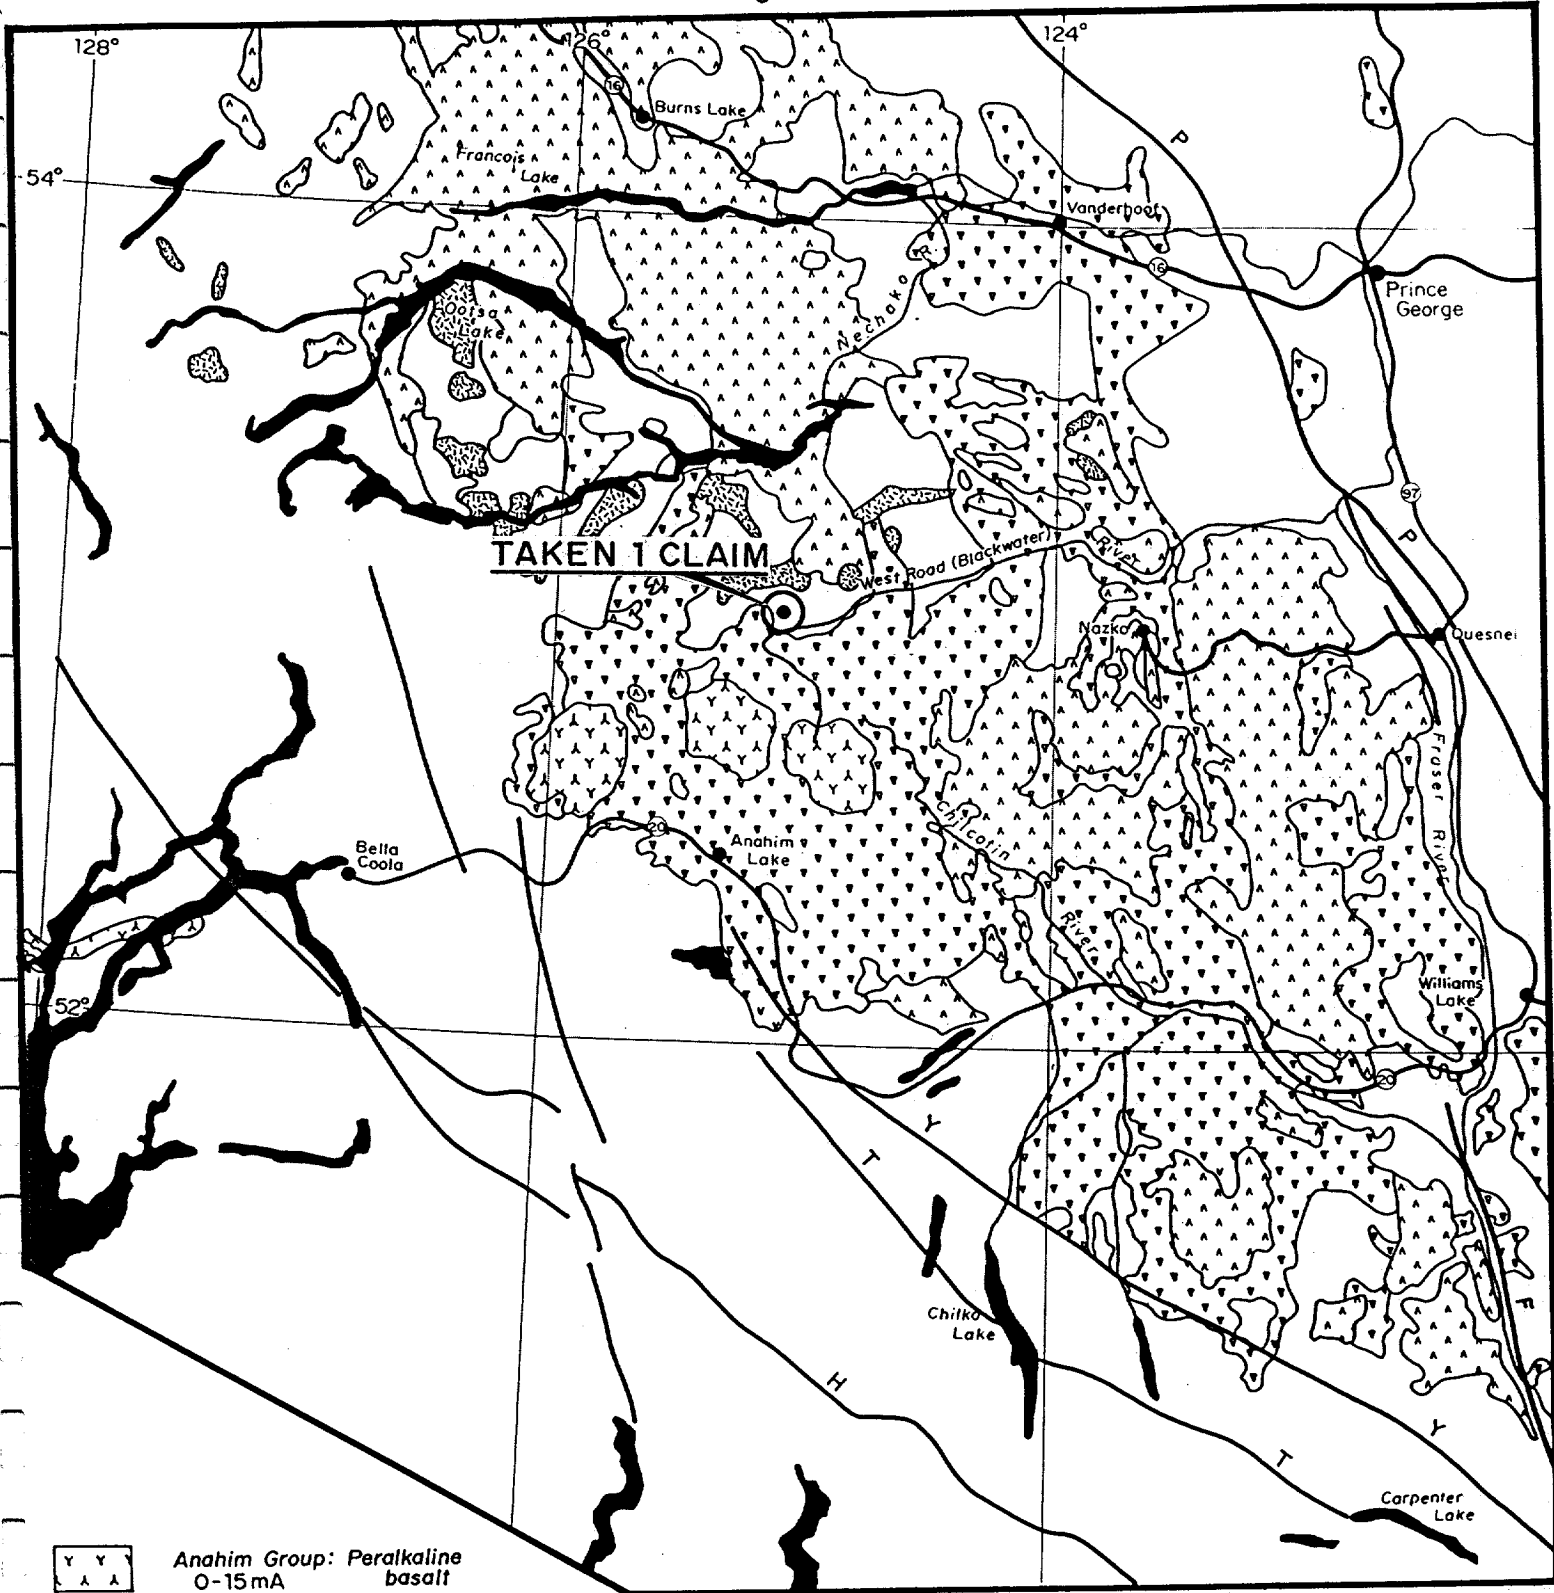 128°
126°
124°
16
Burns Lake
P
54°
Francois
Lake
Vanderhoof
16
Nechako R.
Prince
George
Ootsa
Lake
97
P
TAKEN 1 CLAIM
West Road (Blackwater) River
Nazko
Quesnel
Fraser River
Chilcotin
River
20
Anahim
Lake
Bella
Coola
52°
Williams
Lake
20
Y
T
F
Chilko
Lake
H
Y
T
Carpenter
Lake
Anahim Group: Peralkaline
0-15mA basalt